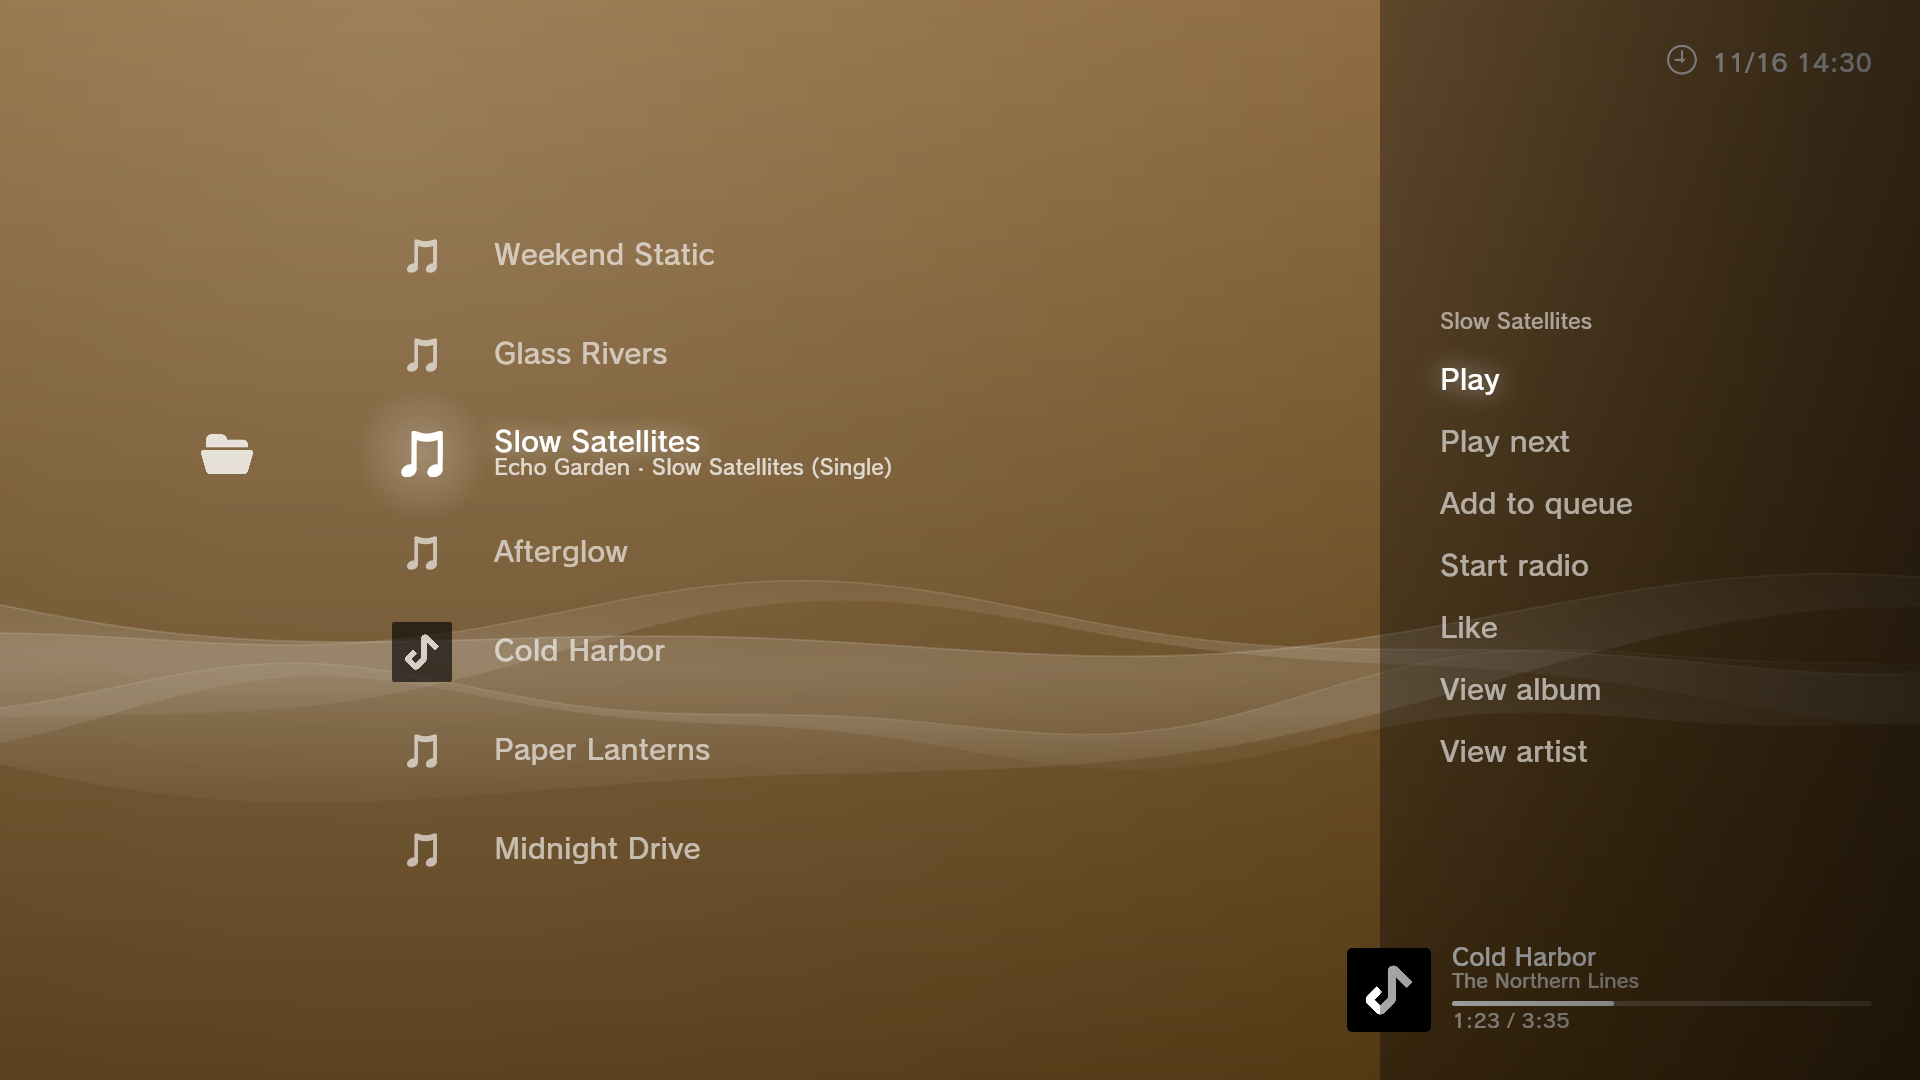 11/16 14:30
Weekend Static
Glass Rivers
Slow Satellites
Echo Garden · Slow Satellites (Single)
Afterglow
Cold Harbor
Paper Lanterns
Midnight Drive
Slow Satellites
Play
Play next
Add to queue
Start radio
Like
View album
View artist
Cold Harbor
The Northern Lines
1:23 / 3:35